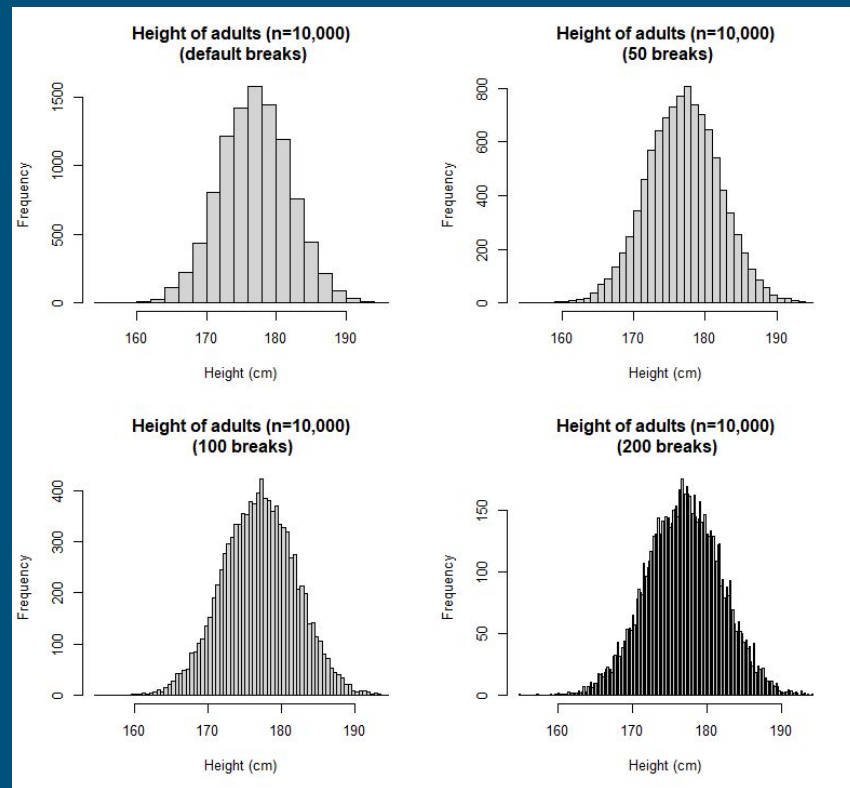 Height of adults (n=10,000)
(default breaks)
Frequency
0
500
1000
1500
160 170 180 190
Height (cm)
Height of adults (n=10,000)
(50 breaks)
Frequency
0
200
400
600
800
160 170 180 190
Height (cm)
Height of adults (n=10,000)
(100 breaks)
Frequency
0
100
200
300
400
160 170 180 190
Height (cm)
Height of adults (n=10,000)
(200 breaks)
Frequency
0
50
100
150
160 170 180 190
Height (cm)